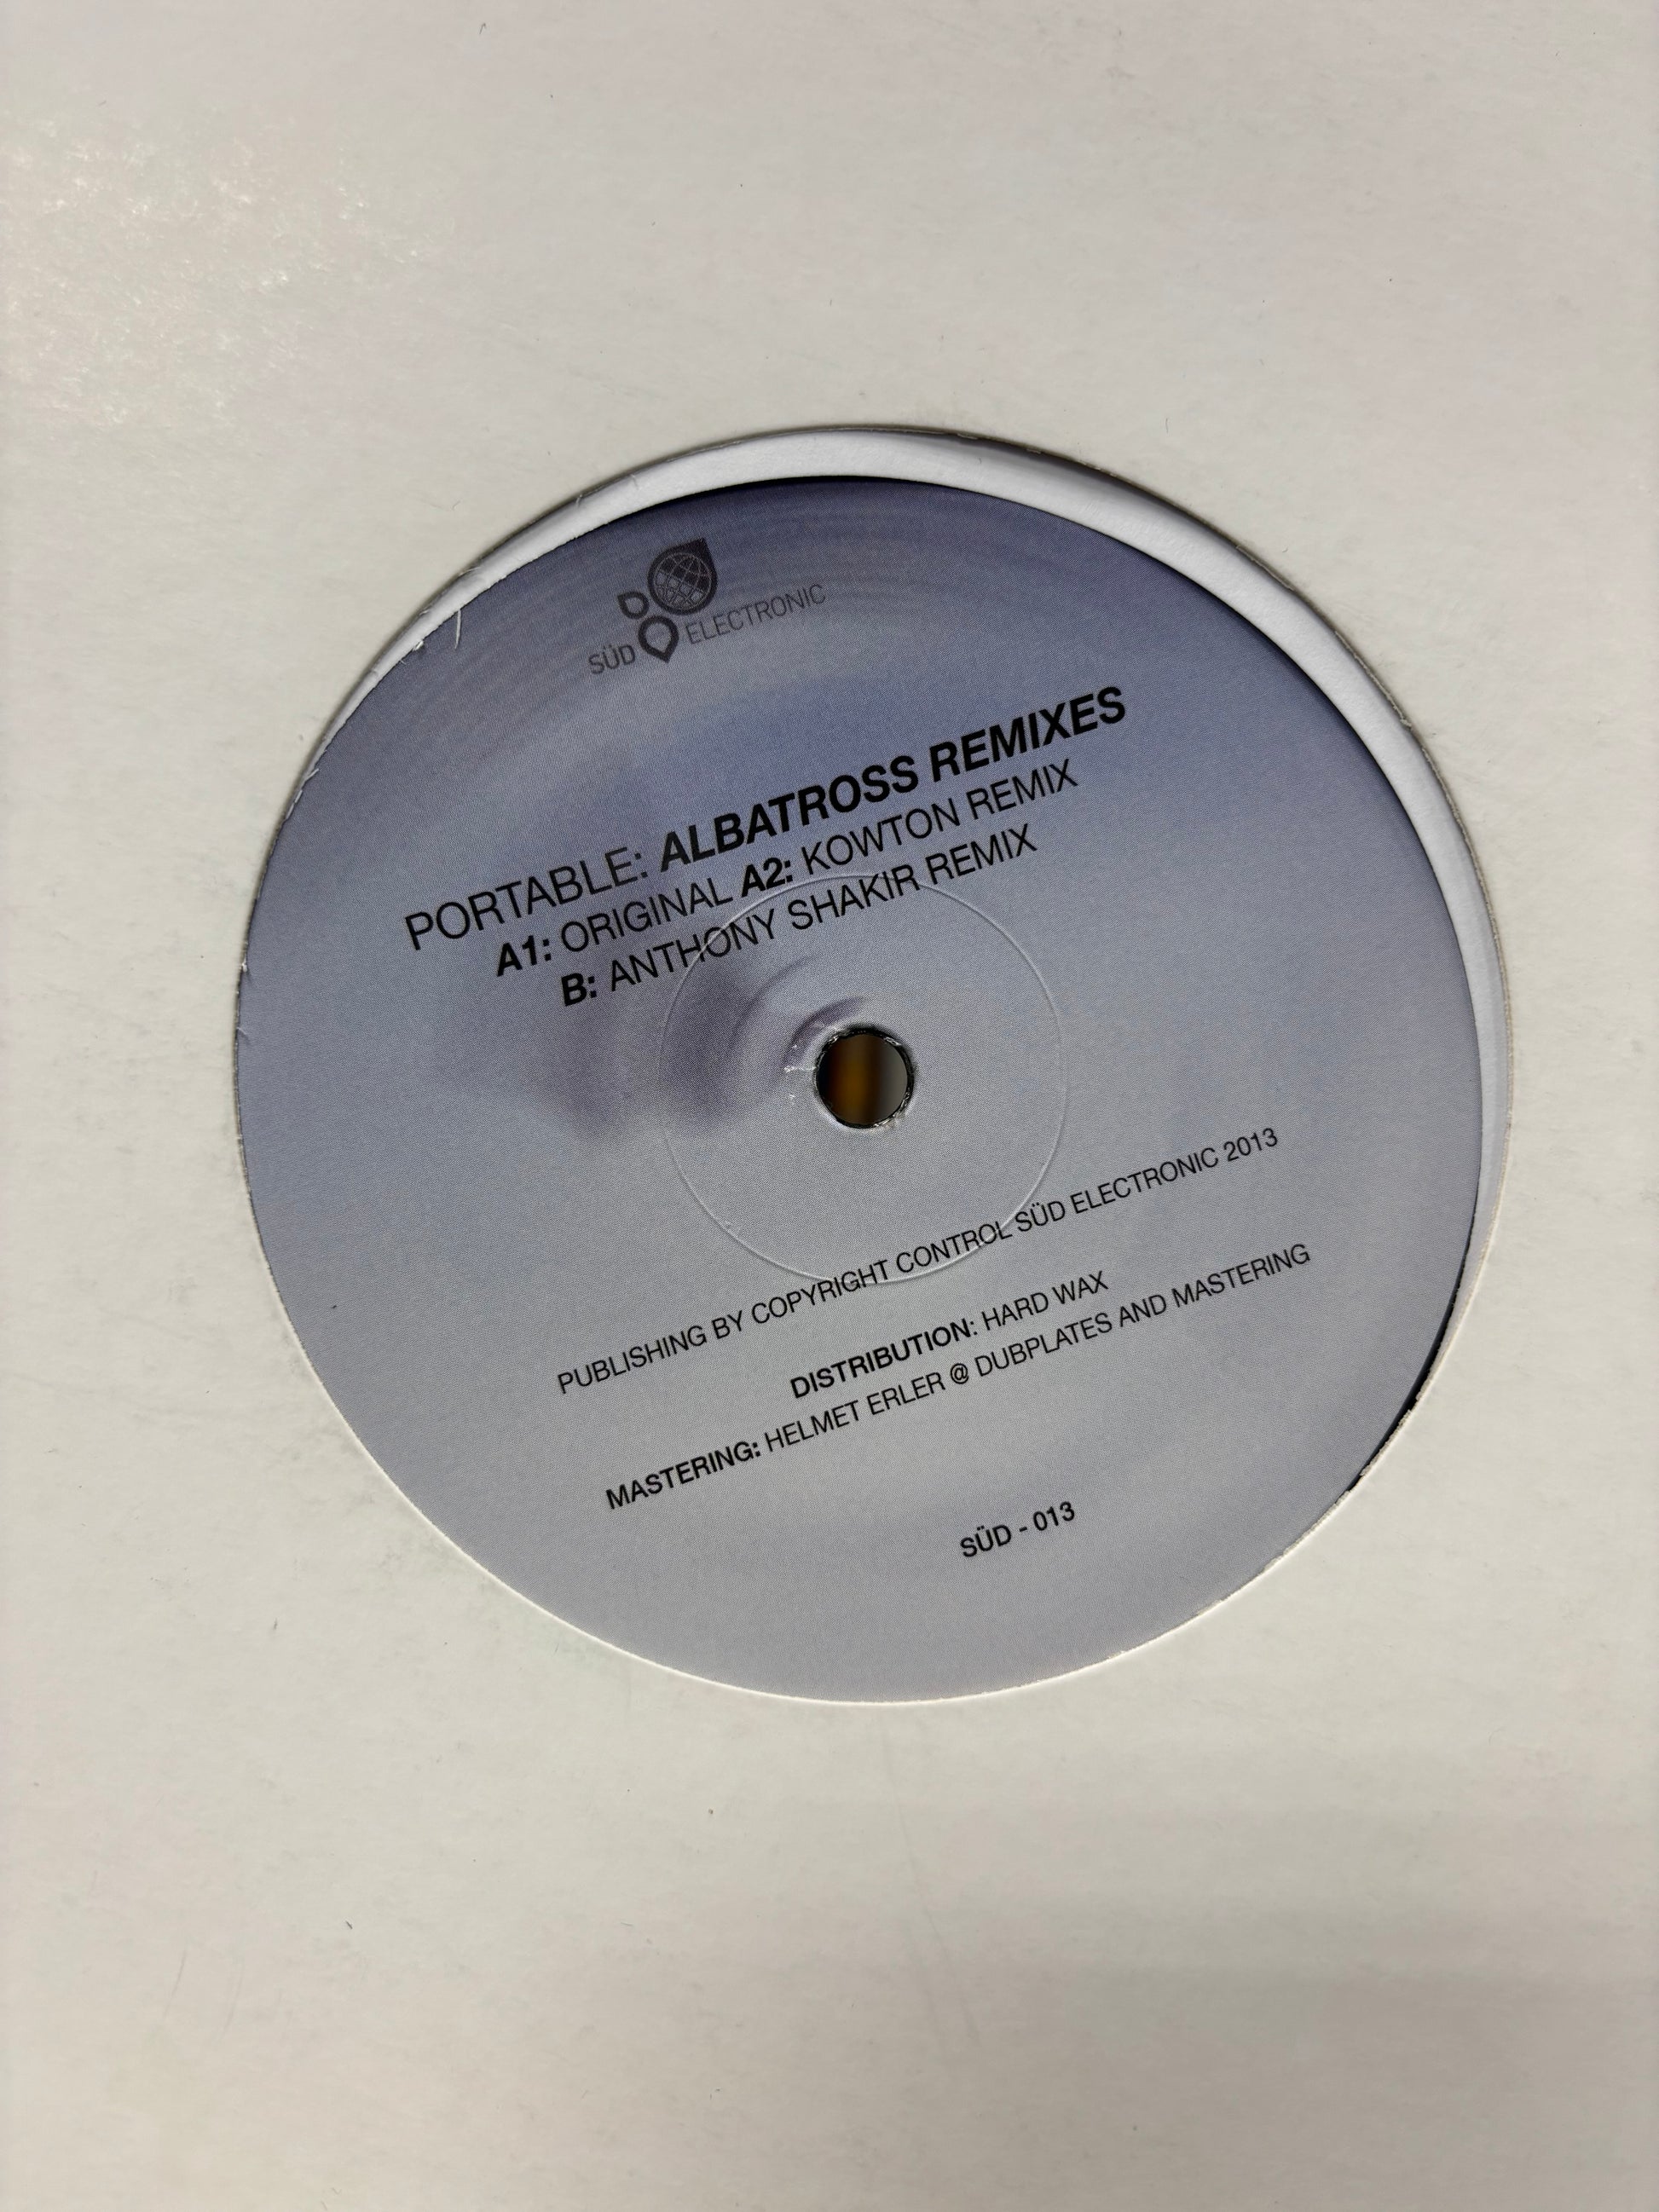 SÜD ELECTRONIC
PORTABLE: ALBATROSS REMIXES
A1: ORIGINAL A2: KOWTON REMIX
B: ANTHONY SHAKIR REMIX
PUBLISHING BY COPYRIGHT CONTROL SÜD ELECTRONIC 2013
DISTRIBUTION: HARD WAX
MASTERING: HELMET ERLER @ DUBPLATES AND MASTERING
SÜD - 013